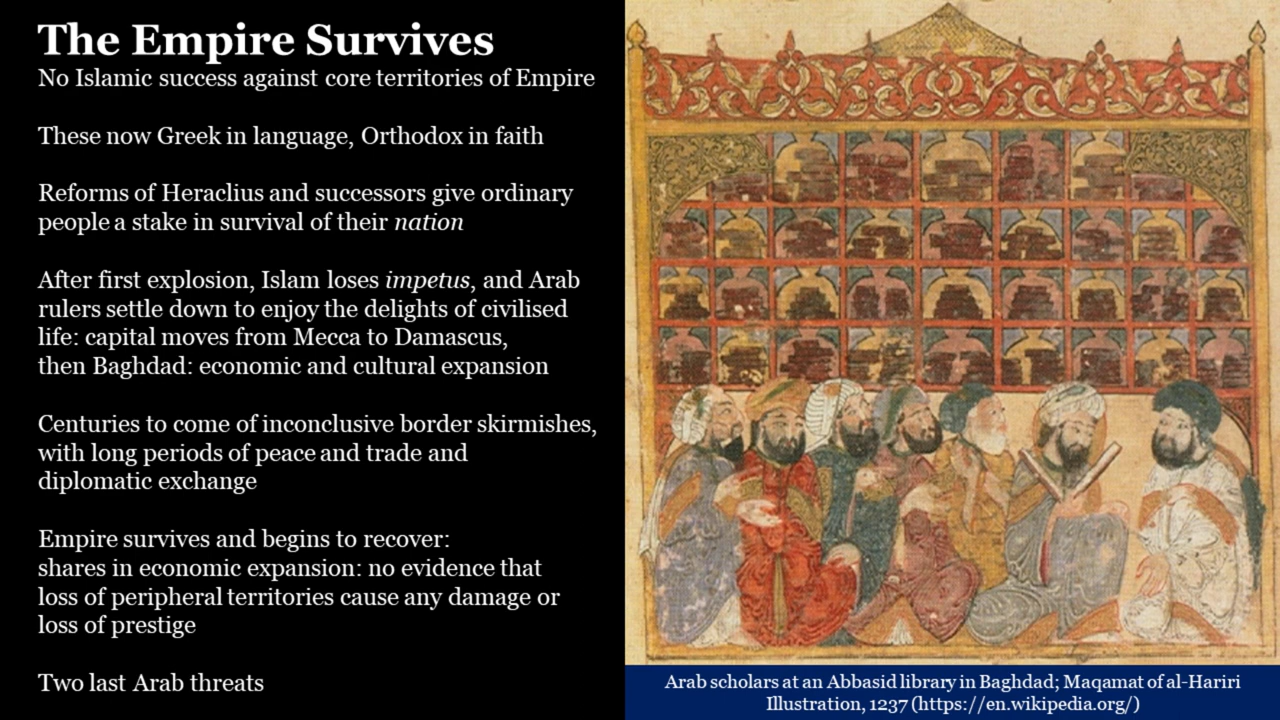 The Empire Survives
No Islamic success against core territories of Empire
These now Greek in language, Orthodox in faith
Reforms of Heraclius and successors give ordinary
people a stake in survival of their nation
After first explosion, Islam loses impetus, and Arab
rulers settle down to enjoy the delights of civilised
life: capital moves from Mecca to Damascus,
then Baghdad: economic and cultural expansion
Centuries to come of inconclusive border skirmishes,
with long periods of peace and trade and
diplomatic exchange
Empire survives and begins to recover:
shares in economic expansion: no evidence that
loss of peripheral territories cause any damage or
loss of prestige
Two last Arab threats
Arab scholars at an Abbasid library in Baghdad; Maqamat of al-Hariri
Illustration, 1237 (https://en.wikipedia.org/)